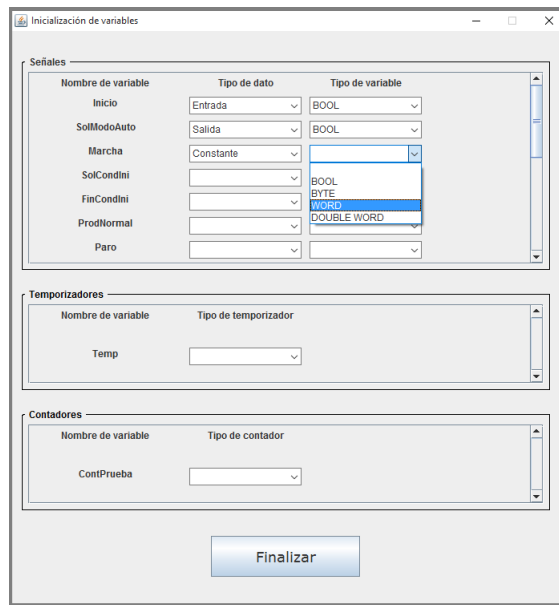 Inicialización de variables
Señales
Nombre de variable Tipo de dato Tipo de variable
Inicio Entrada BOOL
SolModoAuto Salida BOOL
Marcha Constante
SolCondIni
BOOL
FinCondIni
BYTE
WORD
ProdNormal
DOUBLE WORD
Paro
Temporizadores
Nombre de variable Tipo de temporizador
Temp
Contadores
Nombre de variable Tipo de contador
ContPrueba
Finalizar